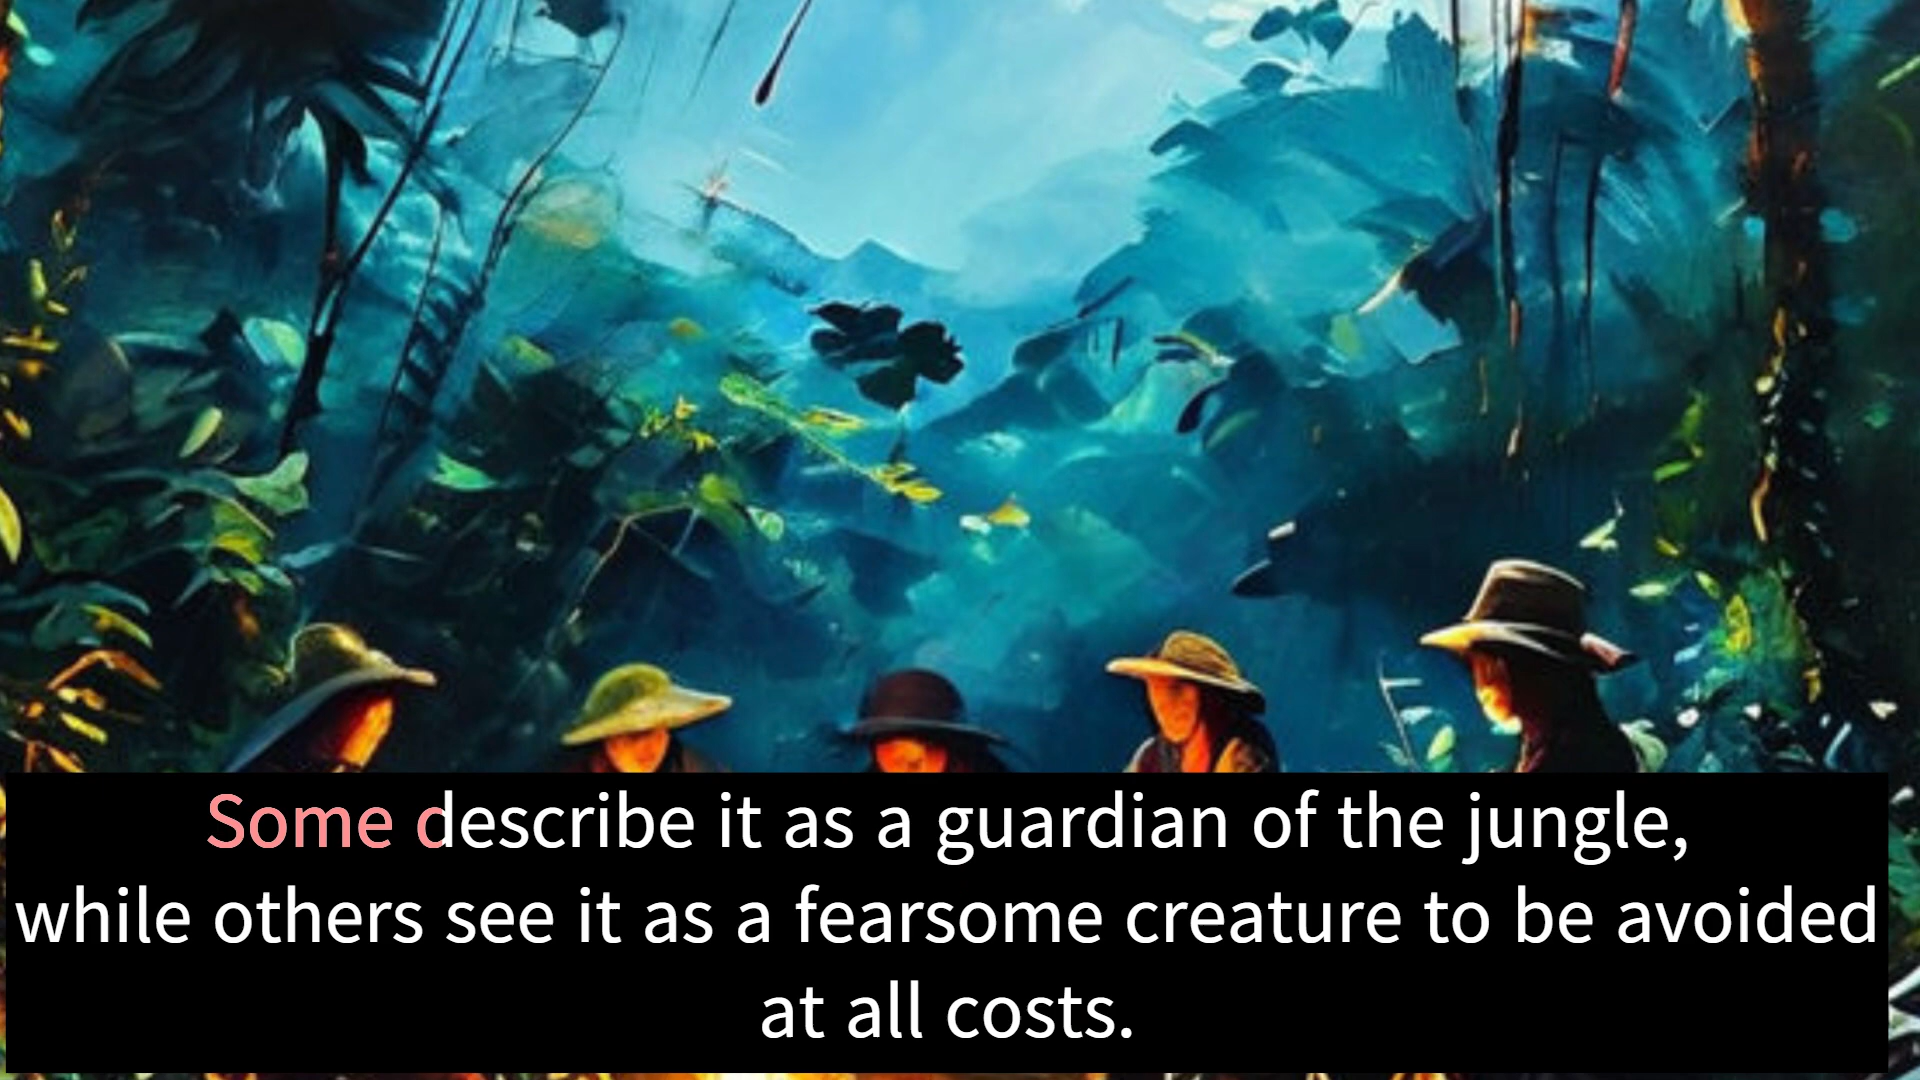 Some describe it as a guardian of the jungle,
while others see it as a fearsome creature to be avoided
at all costs.